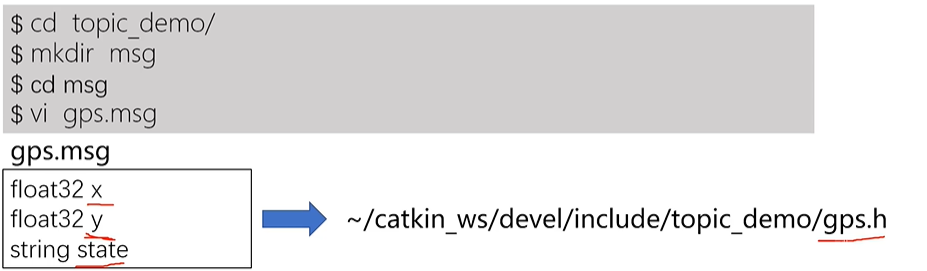 $ cd topic_demo/
$ mkdir msg
$ cd msg
$ vi gps.msg
gps.msg
float32 x
float32 y
string state
~/catkin_ws/devel/include/topic_demo/gps.h